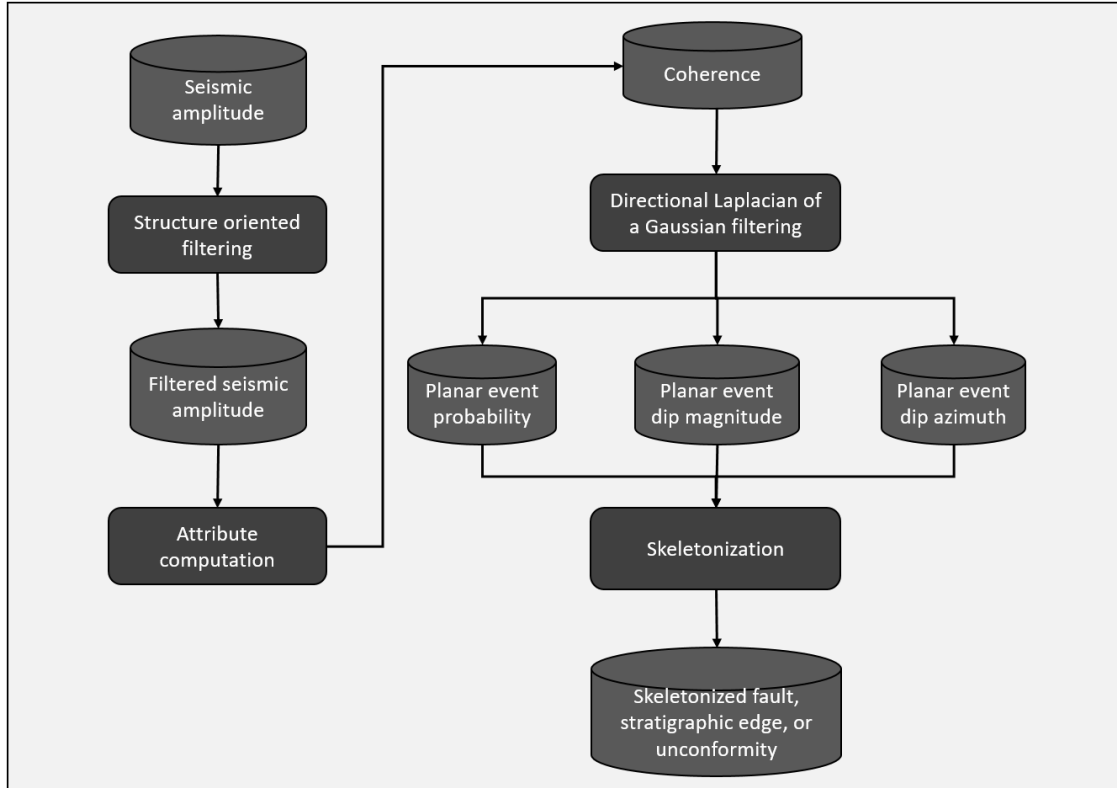 Seismic
amplitude
Structure oriented
filtering
Filtered seismic
amplitude
Attribute
computation
Coherence
Directional Laplacian of
a Gaussian filtering
Planar event
probability
Planar event
dip magnitude
Planar event
dip azimuth
Skeletonization
Skeletonized fault,
stratigraphic edge, or
unconformity